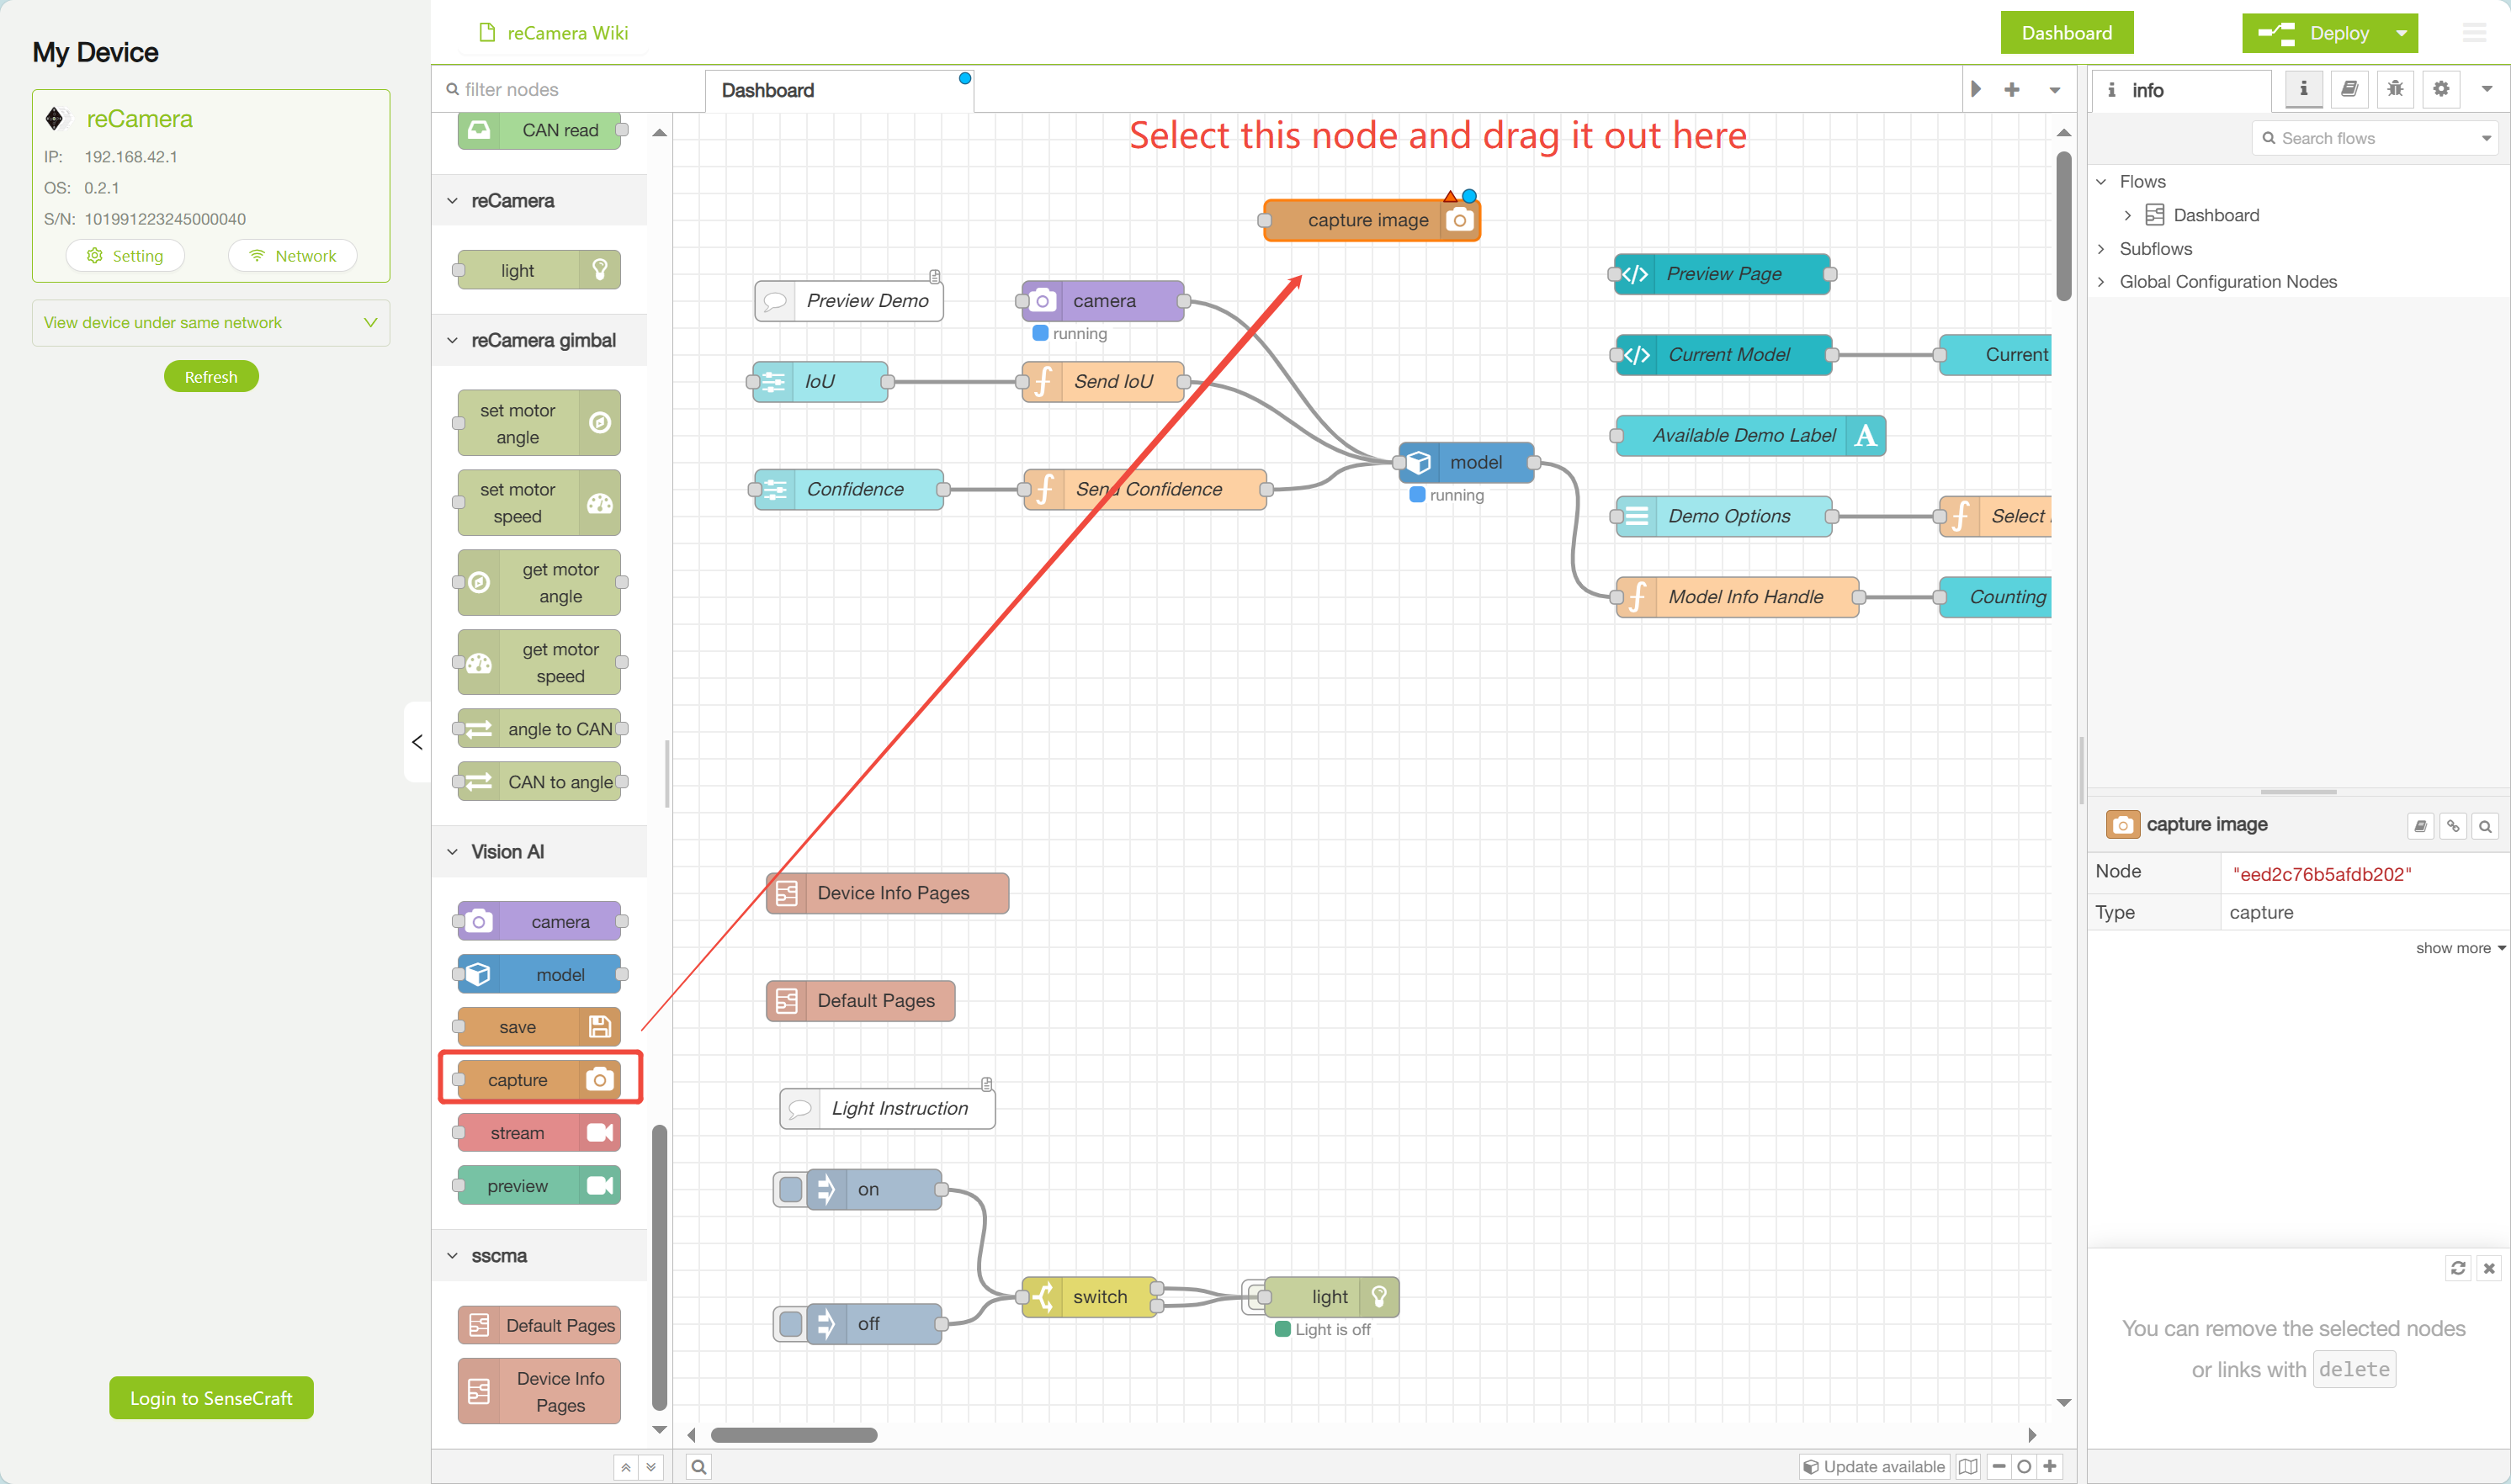 My Device
reCamera
IP: 192.168.42.1
OS: 0.2.1
S/N: 101991223245000040
Setting
Network
View device under same network
Refresh
Login to SenseCraft
reCamera Wiki
Dashboard
Deploy
filter nodes
CAN read
reCamera
light
reCamera gimbal
set motor
angle
set motor
speed
get motor
angle
get motor
speed
angle to CAN
CAN to angle
Vision AI
camera
model
save
capture
stream
preview
sscma
Default Pages
Device Info
Pages
Dashboard
Select this node and drag it out here
capture image
Preview Demo
camera
running
IoU
Send IoU
Confidence
Send Confidence
model
running
Preview Page
Current Model
Current
Available Demo Label
A
Demo Options
Select
Model Info Handle
Counting
Device Info Pages
Default Pages
Light Instruction
on
off
switch
light
Light is off
Update available
info
Search flows
Flows
Dashboard
Subflows
Global Configuration Nodes
capture image
Node "eed2c76b5afdb202"
Type capture
show more
You can remove the selected nodes
or links with delete